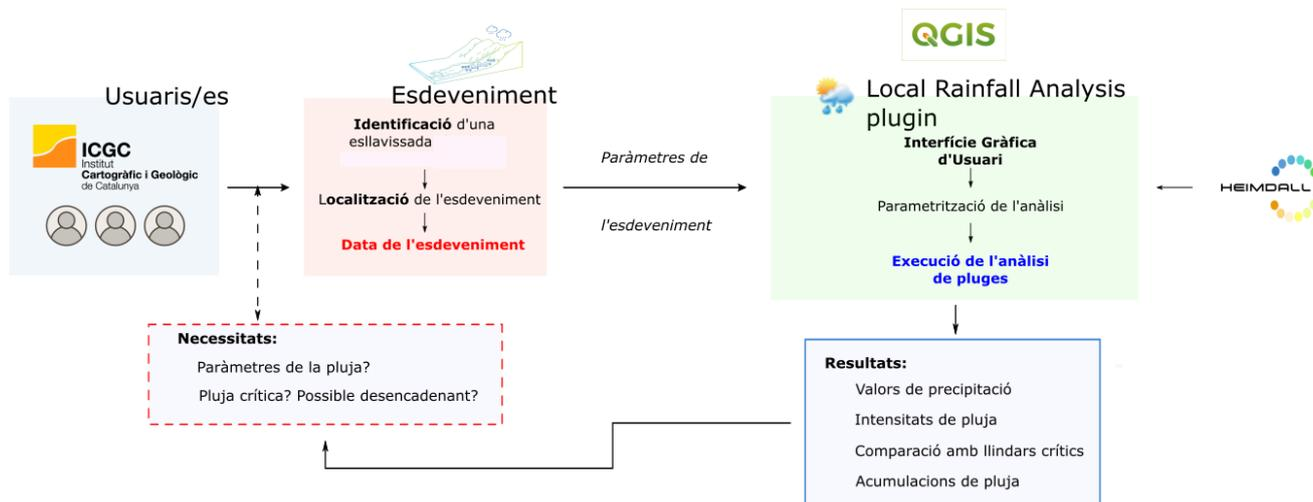 QGIS
Usuaris/es
Esdeveniment
Local Rainfall Analysis
plugin
ICGC
Institut
Cartogràfic i Geològic
de Catalunya
Identificació d'una
esllavissada
Localització de l'esdeveniment
Data de l'esdeveniment
Paràmetres de
l'esdeveniment
Interfície Gràfica
d'Usuari
Parametrització de l'anàlisi
Execució de l'anàlisi
de pluges
HEIMDALL
Necessitats:
Paràmetres de la pluja?
Pluja crítica? Possible desencadenant?
Resultats:
Valors de precipitació
Intensitats de pluja
Comparació amb llindars crítics
Acumulacions de pluja